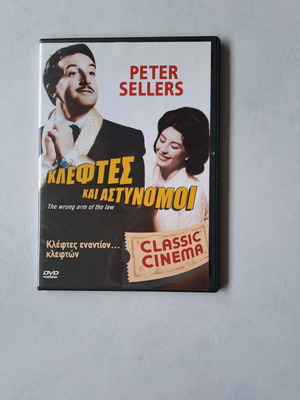 PETER
SELLERS
ΚΛΕΦΤΕΣ
ΚΑΙ ΑΣΤΥΝΟΜΟΙ
The wrong arm of the law
Κλέφτες εναντίον...
κλεφτών
CLASSIC
CINEMA
DVD